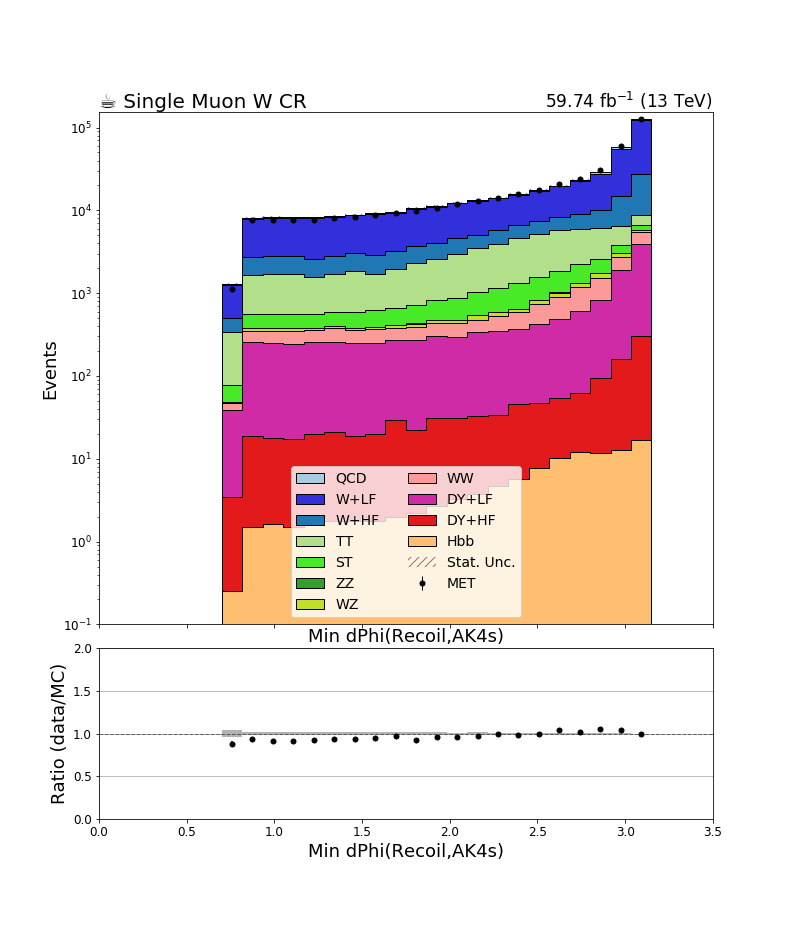 ☕ Single Muon W CR
59.74 fb⁻¹ (13 TeV)
Events
10⁵
10⁴
10³
10²
10¹
10⁰
10⁻¹
QCD
W+LF
W+HF
TT
ST
ZZ
WZ
WW
DY+LF
DY+HF
Hbb
Stat. Unc.
MET
Min dPhi(Recoil,AK4s)
Ratio (data/MC)
2.0
1.5
1.0
0.5
0.0
0.0 0.5 1.0 1.5 2.0 2.5 3.0 3.5
Min dPhi(Recoil,AK4s)